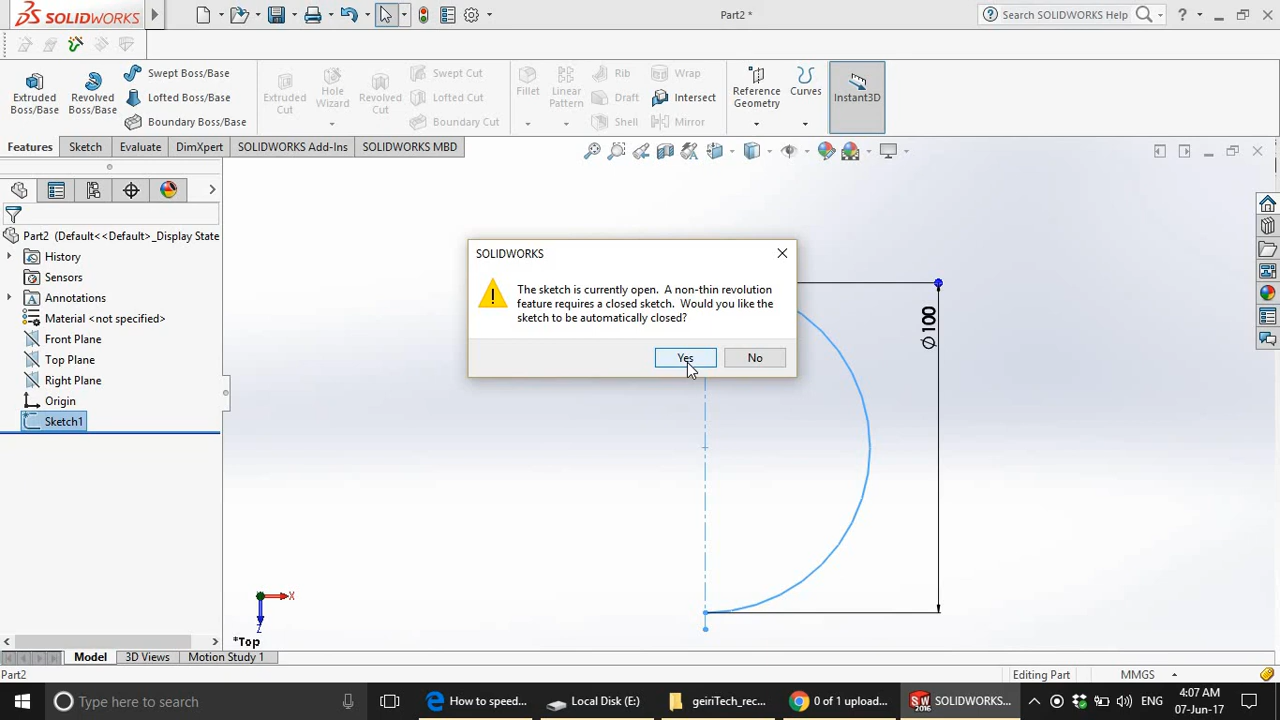 SOLIDWORKS
Part2 *
Search SOLIDWORKS Help
?
Extruded Boss/Base
Revolved Boss/Base
Swept Boss/Base
Lofted Boss/Base
Boundary Boss/Base
Extruded Cut
Hole Wizard
Revolved Cut
Swept Cut
Lofted Cut
Boundary Cut
Fillet
Linear Pattern
Rib
Draft
Shell
Wrap
Intersect
Mirror
Reference Geometry
Curves
Instant3D
Features
Sketch
Evaluate
DimXpert
SOLIDWORKS Add-Ins
SOLIDWORKS MBD
Part2 (Default<<Default>_Display State
History
Sensors
Annotations
Material <not specified>
Front Plane
Top Plane
Right Plane
Origin
Sketch1
SOLIDWORKS
The sketch is currently open. A non-thin revolution
feature requires a closed sketch. Would you like the
sketch to be automatically closed?
Yes
No
Ø100
X
Z
*Top
Model
3D Views
Motion Study 1
Part2
Editing Part
MMGS
Type here to search
How to speed...
Local Disk (E:)
geiriTech_rec...
0 of 1 upload...
SW 2016
SOLIDWORKS...
ENG
4:07 AM
07-Jun-17